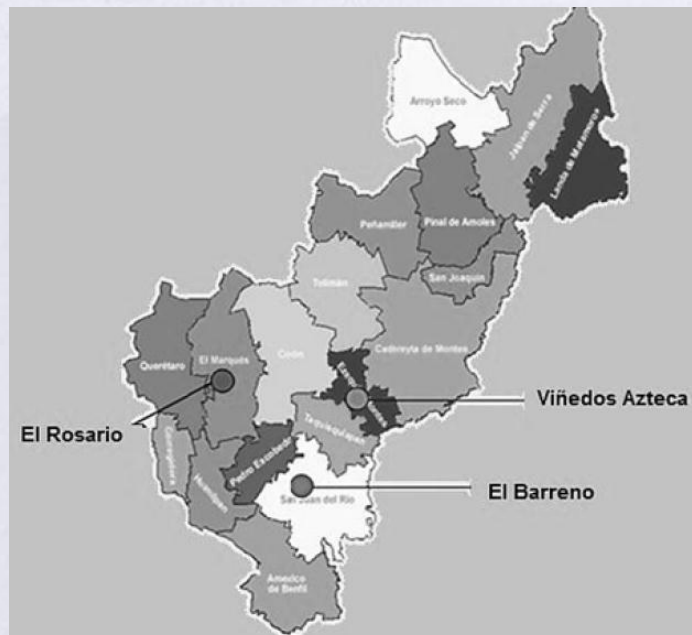 Arroyo Seco
Jalpan de Serra
Landa de Matamoros
Peñamiller
Pinal de Amoles
San Joaquín
Tolimán
Cadereyta de Montes
Querétaro
El Marqués
Colón
Viñedos Azteca
El Rosario
Tequisquiapan
Pedro Escobedo
Huimilpan
El Barreno
San Juan del Río
de Bonfil